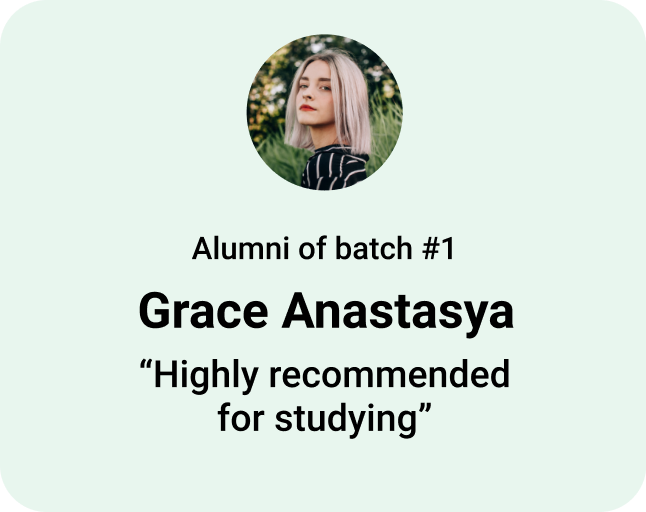 Alumni of batch #1
Grace Anastasya
“Highly recommended
for studying”